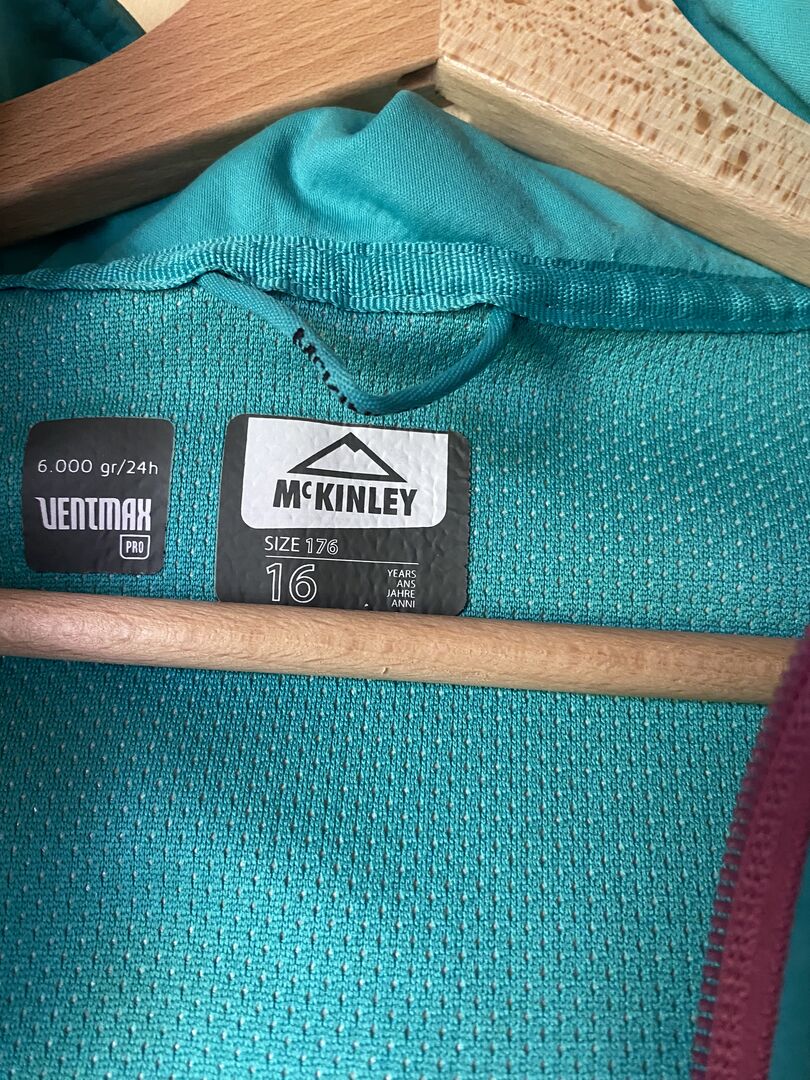 6.000 gr/24h
VENTMAX
PRO
McKINLEY
SIZE 176
16
YEARS
ANS
JAHRE
ANNI